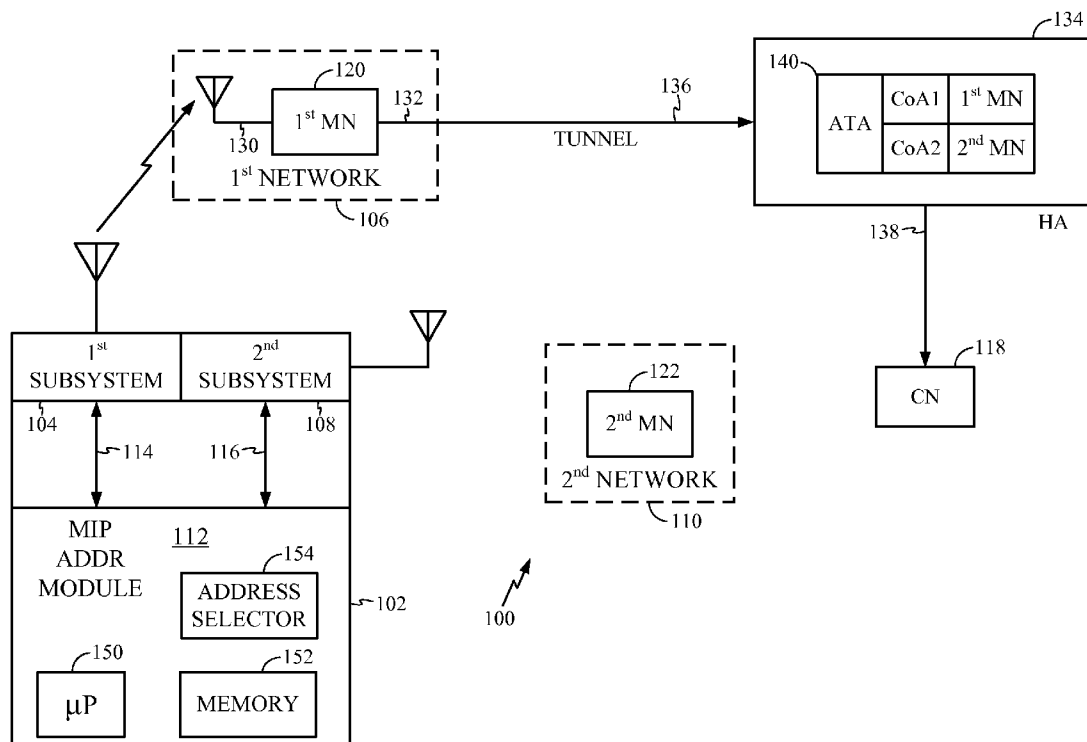 134
120
140
1st MN
132
136
130
TUNNEL
ATA
CoA1
1st MN
CoA2
2nd MN
1st NETWORK
106
138
HA
1st
SUBSYSTEM
2nd
SUBSYSTEM
104
108
122
118
2nd MN
CN
114
116
2nd NETWORK
110
MIP
ADDR
MODULE
112
154
ADDRESS
SELECTOR
102
100
150
152
μP
MEMORY